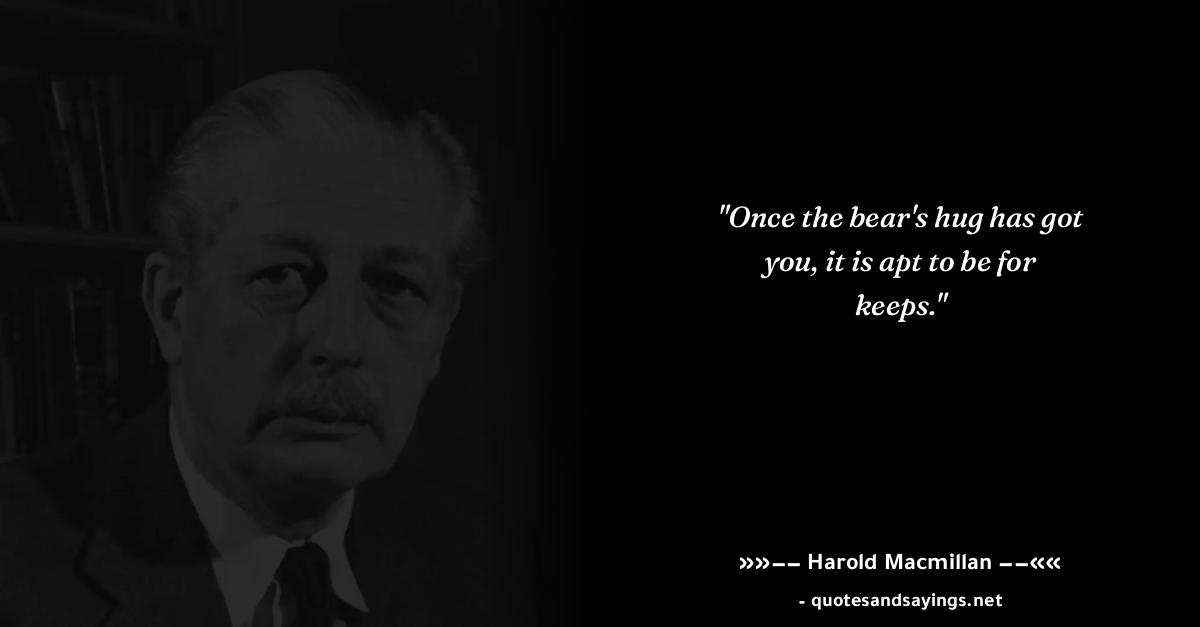 "Once the bear's hug has got
you, it is apt to be for
keeps."
»»–– Harold Macmillan ––««
- quotesandsayings.net